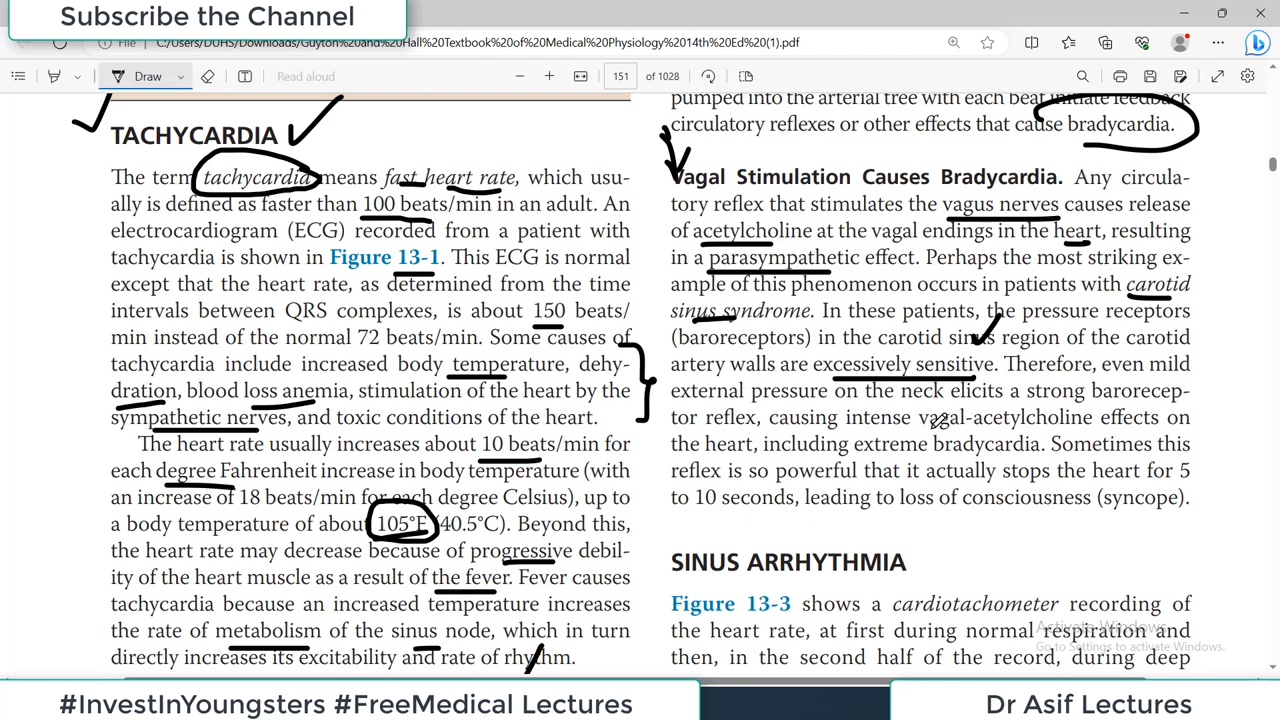 Subscribe the Channel
File
C:/Users/DUHS/Downloads/Guyton%20and%20Hall%20Textbook%20of%20Medical%20Physiology%2014th%20Ed%20(1).pdf
Draw
Read aloud
151
of 1028
TACHYCARDIA
The term tachycardia means fast heart rate, which usu-
ally is defined as faster than 100 beats/min in an adult. An
electrocardiogram (ECG) recorded from a patient with
tachycardia is shown in Figure 13-1. This ECG is normal
except that the heart rate, as determined from the time
intervals between QRS complexes, is about 150 beats/
min instead of the normal 72 beats/min. Some causes of
tachycardia include increased body temperature, dehy-
dration, blood loss anemia, stimulation of the heart by the
sympathetic nerves, and toxic conditions of the heart.
The heart rate usually increases about 10 beats/min for
each degree Fahrenheit increase in body temperature (with
an increase of 18 beats/min for each degree Celsius), up to
a body temperature of about 105°F (40.5°C). Beyond this,
the heart rate may decrease because of progressive debil-
ity of the heart muscle as a result of the fever. Fever causes
tachycardia because an increased temperature increases
the rate of metabolism of the sinus node, which in turn
directly increases its excitability and rate of rhythm.
pumped into the arterial tree with each beat initiate feedback
circulatory reflexes or other effects that cause bradycardia.
Vagal Stimulation Causes Bradycardia. Any circula-
tory reflex that stimulates the vagus nerves causes release
of acetylcholine at the vagal endings in the heart, resulting
in a parasympathetic effect. Perhaps the most striking ex-
ample of this phenomenon occurs in patients with carotid
sinus syndrome. In these patients, the pressure receptors
(baroreceptors) in the carotid sinus region of the carotid
artery walls are excessively sensitive. Therefore, even mild
external pressure on the neck elicits a strong barorecep-
tor reflex, causing intense vagal-acetylcholine effects on
the heart, including extreme bradycardia. Sometimes this
reflex is so powerful that it actually stops the heart for 5
to 10 seconds, leading to loss of consciousness (syncope).
SINUS ARRHYTHMIA
Figure 13-3 shows a cardiotachometer recording of
the heart rate, at first during normal respiration and
then, in the second half of the record, during deep
Activate Windows
Go to Settings to activate Windows.
#InvestInYoungsters #FreeMedical Lectures
Dr Asif Lectures